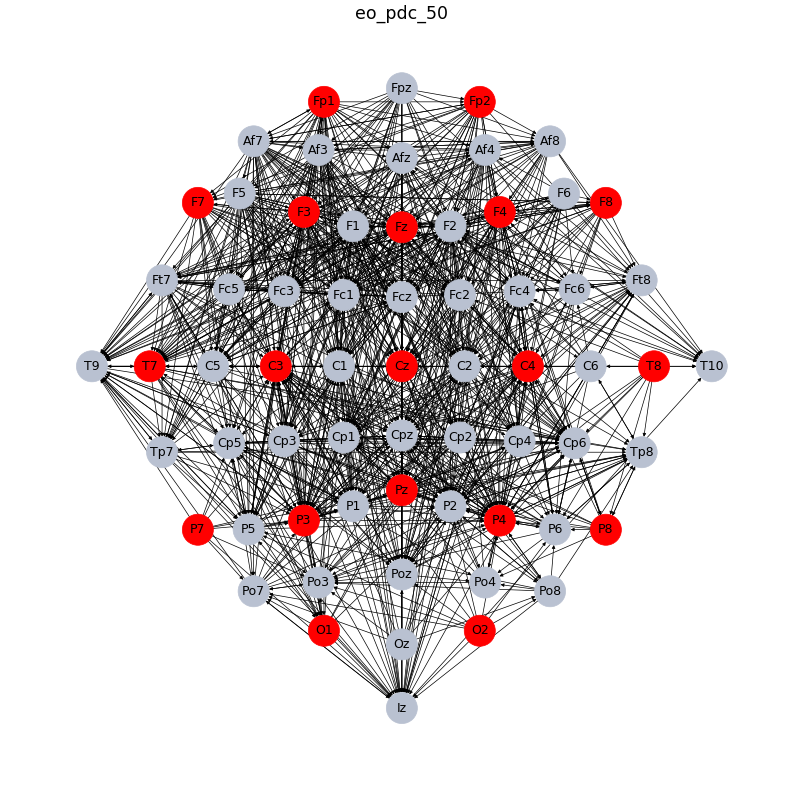 eo_pdc_50
Fpz
Fp1 Fp2
Af7 Af3 Afz Af4 Af8
F7 F5 F3 F1 Fz F2 F4 F6 F8
Ft7 Fc5 Fc3 Fc1 Fcz Fc2 Fc4 Fc6 Ft8
T9 T7 C5 C3 C1 Cz C2 C4 C6 T8 T10
Tp7 Cp5 Cp3 Cp1 Cpz Cp2 Cp4 Cp6 Tp8
P7 P5 P3 P1 Pz P2 P4 P6 P8
Po7 Po3 Poz Po4 Po8
O1 Oz O2
Iz